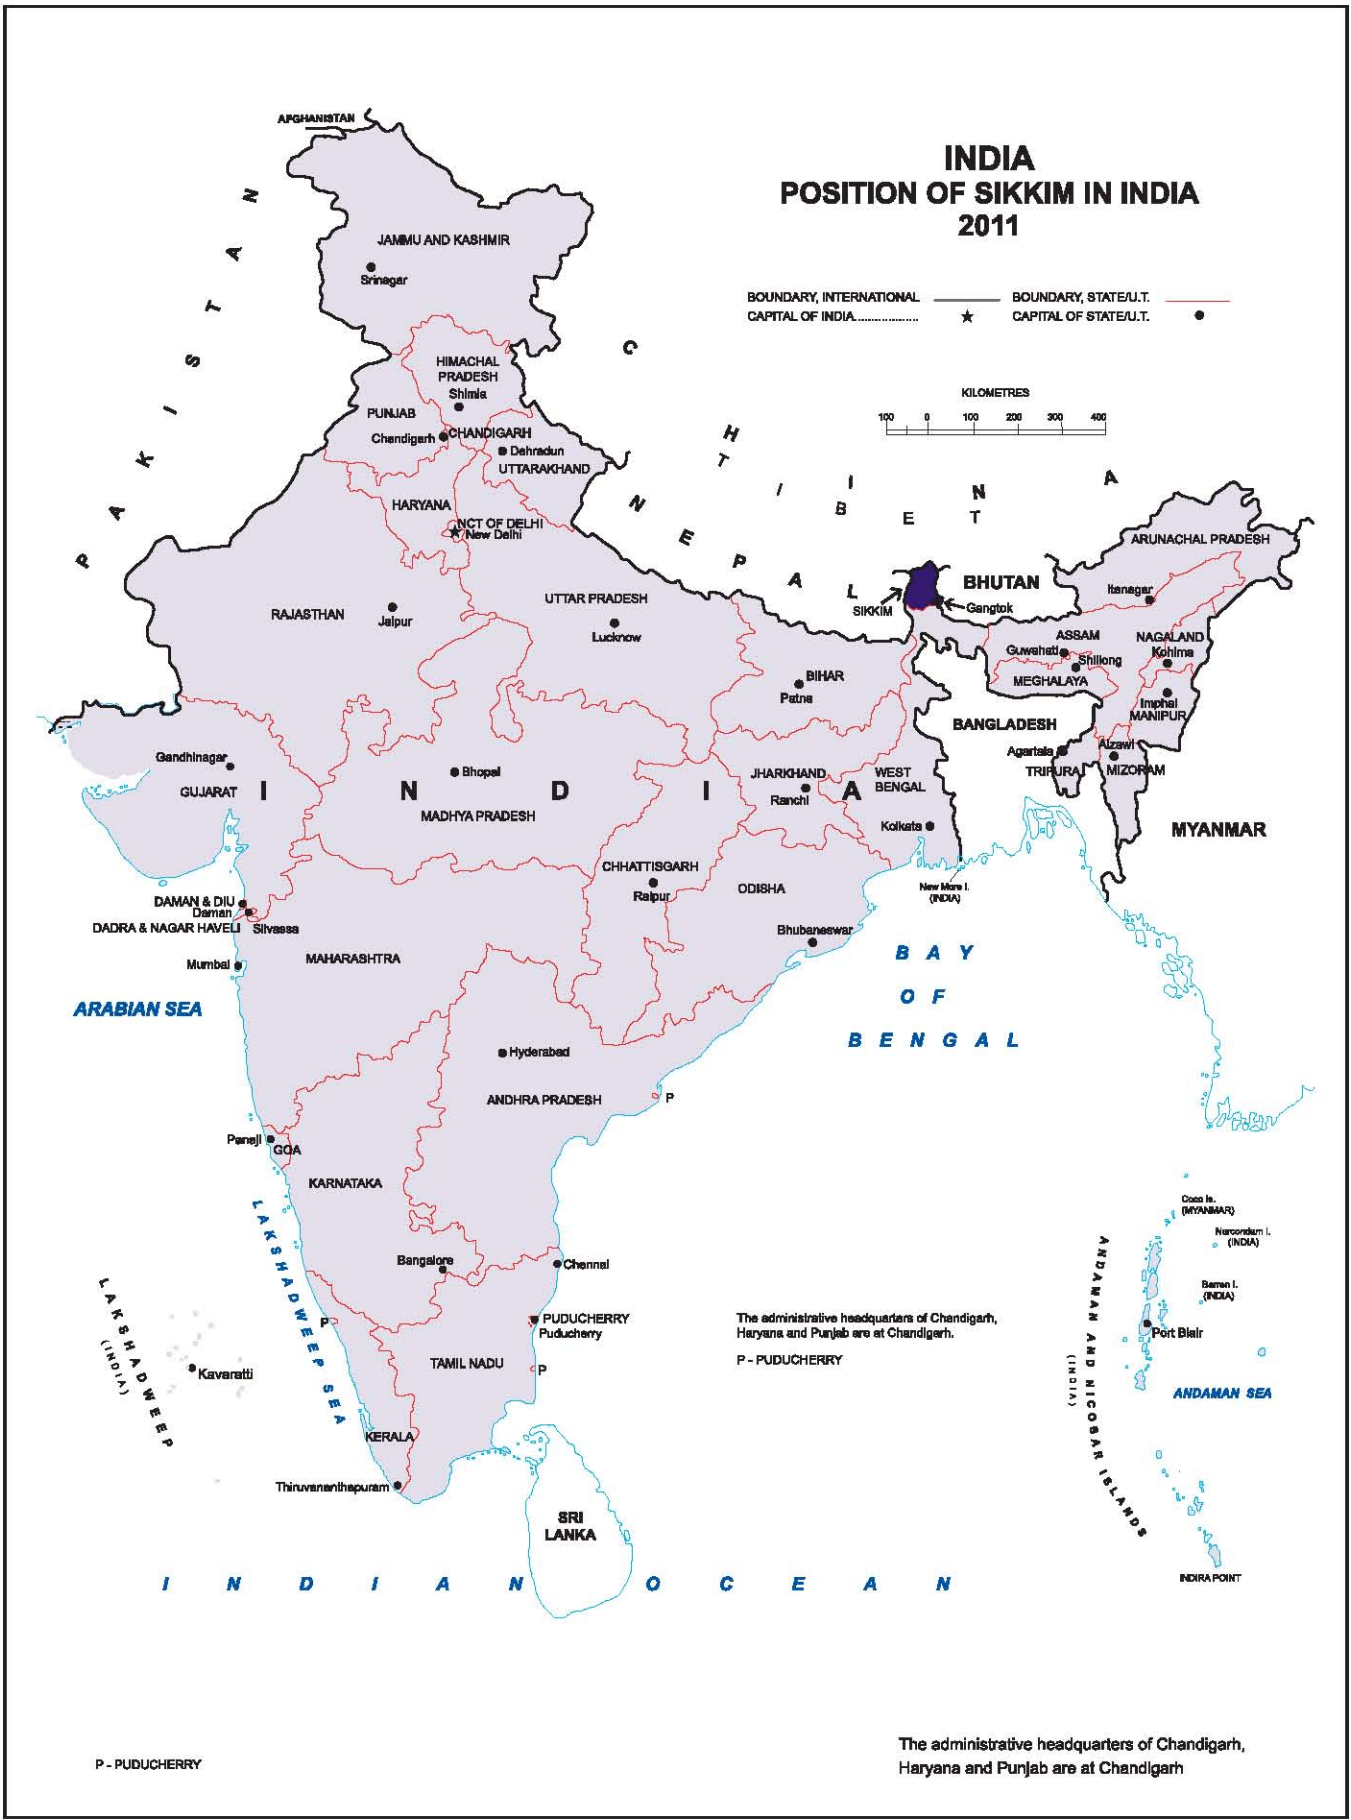 INDIA
POSITION OF SIKKIM IN INDIA
2011
BOUNDARY, INTERNATIONAL
BOUNDARY, STATE/U.T.
CAPITAL OF INDIA....................
CAPITAL OF STATE/U.T.
KILOMETRES
100 0 100 200 300 400
AFGHANISTAN
PAKISTAN
CHINA
TIBET
NEPAL
JAMMU AND KASHMIR
Srinagar
HIMACHAL
PRADESH
Shimla
PUNJAB
Chandigarh
CHANDIGARH
Dehradun
UTTARAKHAND
HARYANA
NCT OF DELHI
New Delhi
RAJASTHAN
Jaipur
UTTAR PRADESH
Lucknow
SIKKIM
BHUTAN
Gangtok
ARUNACHAL PRADESH
Itanagar
ASSAM
Guwahati
Shillong
MEGHALAYA
NAGALAND
Kohima
Imphal
MANIPUR
BIHAR
Patna
BANGLADESH
Agartala
TRIPURA
Aizawl
MIZORAM
MYANMAR
Gandhinagar
GUJARAT
INDIA
Bhopal
MADHYA PRADESH
JHARKHAND
Ranchi
WEST
BENGAL
Kolkata
New More I.
(INDIA)
CHHATTISGARH
Raipur
ODISHA
Bhubaneswar
DAMAN & DIU
Daman
DADRA & NAGAR HAVELI
Silvassa
Mumbai
MAHARASHTRA
ARABIAN SEA
BAY
OF
BENGAL
Hyderabad
ANDHRA PRADESH
P
Panaji
GOA
KARNATAKA
Bangalore
Chennai
LAKSHADWEEP SEA
LAKSHADWEEP
(INDIA)
Kavaratti
P
PUDUCHERRY
Puducherry
TAMIL NADU
P
KERALA
Thiruvananthapuram
SRI
LANKA
The administrative headquarters of Chandigarh,
Haryana and Punjab are at Chandigarh.
P - PUDUCHERRY
Coco Is.
(MYANMAR)
Narcondam I.
(INDIA)
Barren I.
(INDIA)
Port Blair
ANDAMAN AND NICOBAR ISLANDS
(INDIA)
ANDAMAN SEA
INDIRA POINT
INDIAN OCEAN
P - PUDUCHERRY
The administrative headquarters of Chandigarh,
Haryana and Punjab are at Chandigarh